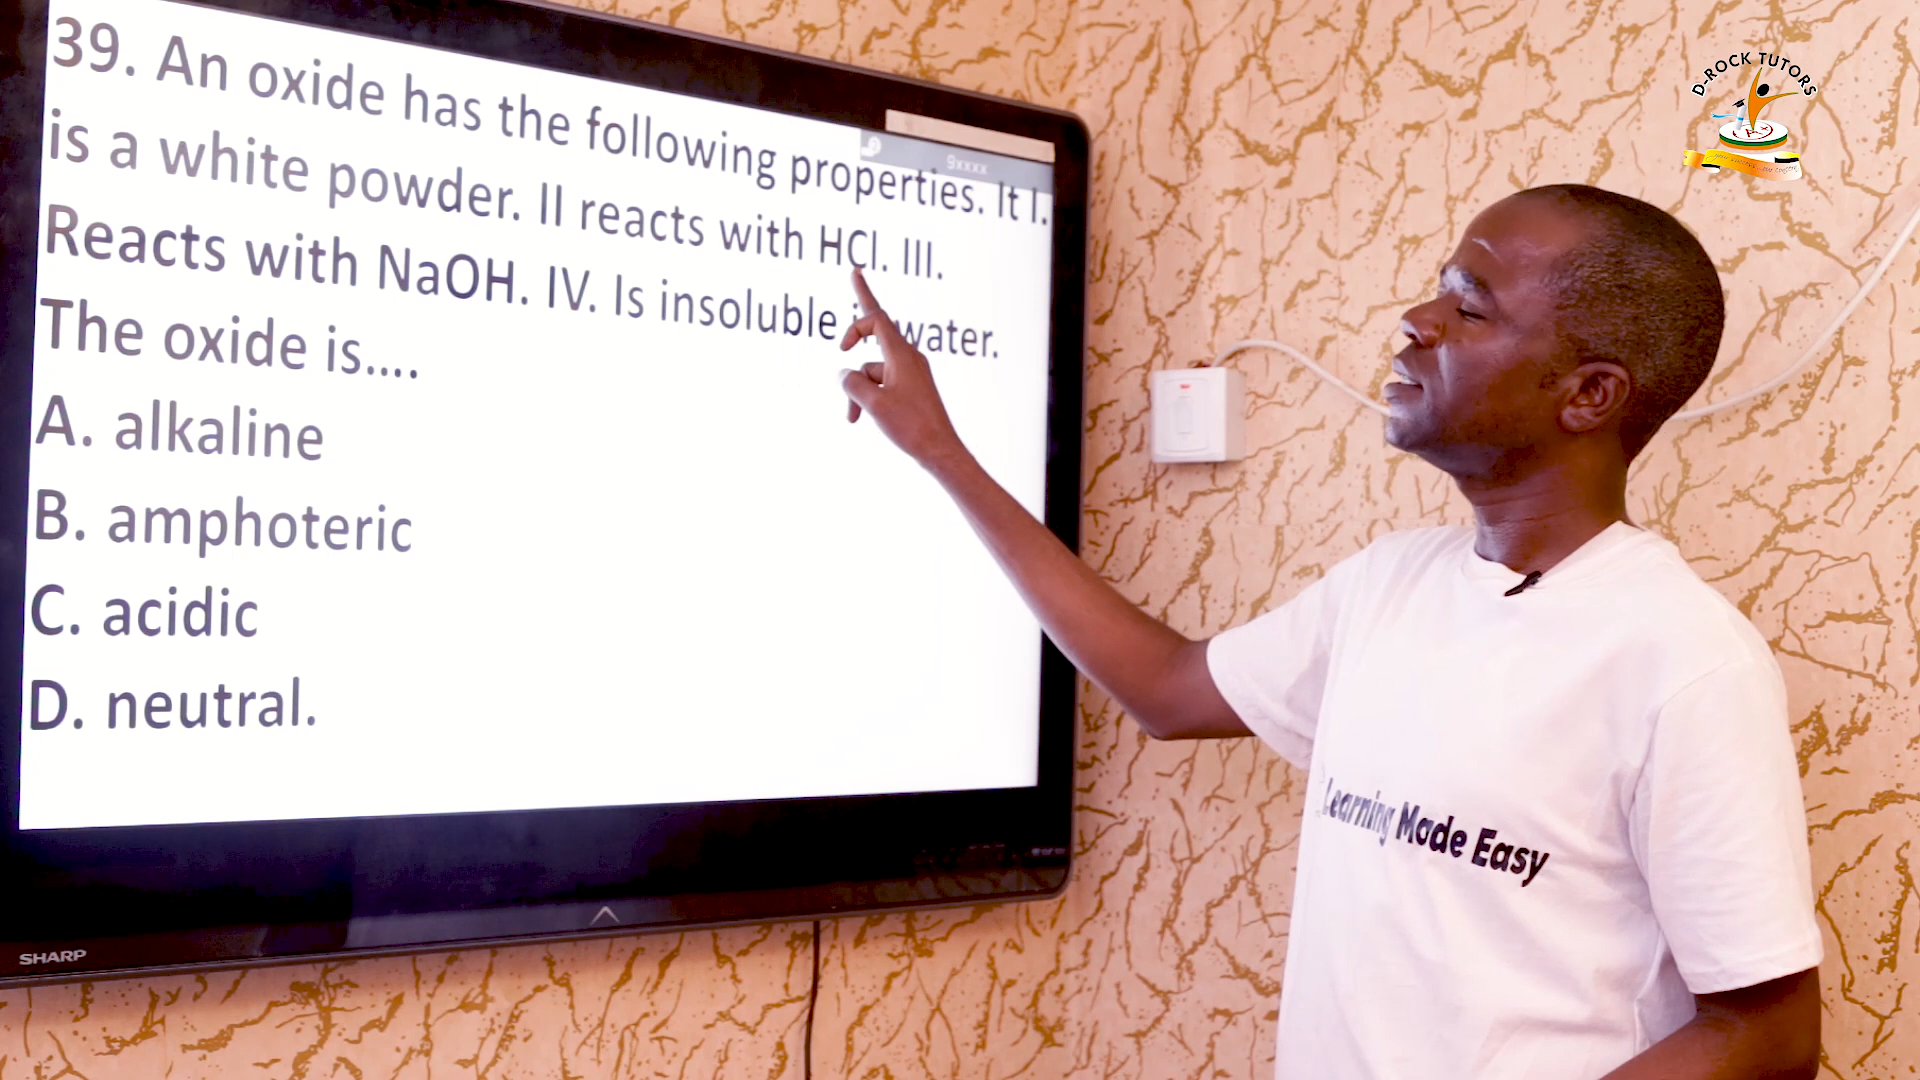 39. An oxide has the following properties. It I.
is a white powder. II reacts with HCl. III.
Reacts with NaOH. IV. Is insoluble in water.
The oxide is....
A. alkaline
B. amphoteric
C. acidic
D. neutral.
9xxxx
SHARP
D-ROCK TUTORS
A+
Learning Made Easy